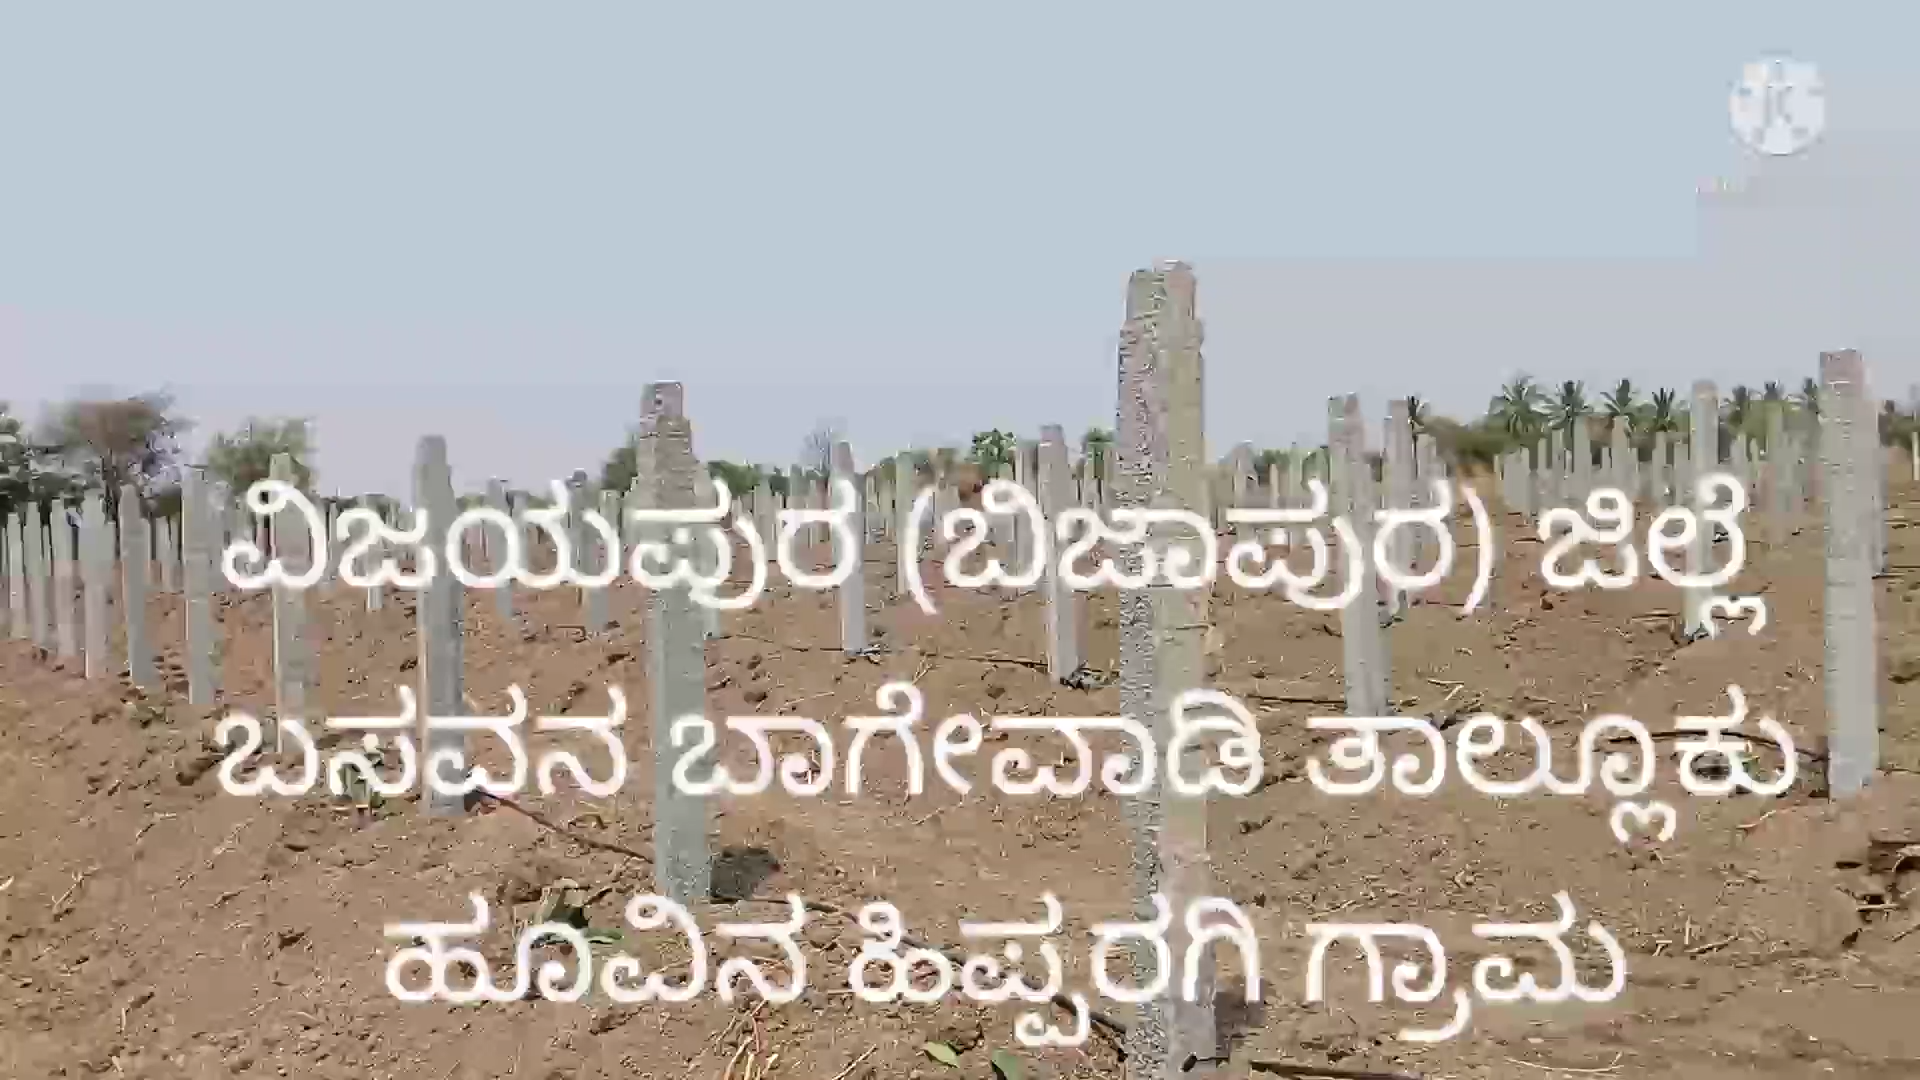 ವಿಜಯಪುರ (ಬಿಜಾಪುರ) ಜಿಲ್ಲೆ
ಬಸವನ ಬಾಗೇವಾಡಿ ತಾಲ್ಲೂಕು
ಹೂವಿನ ಹಿಪ್ಪರಗಿ ಗ್ರಾಮ